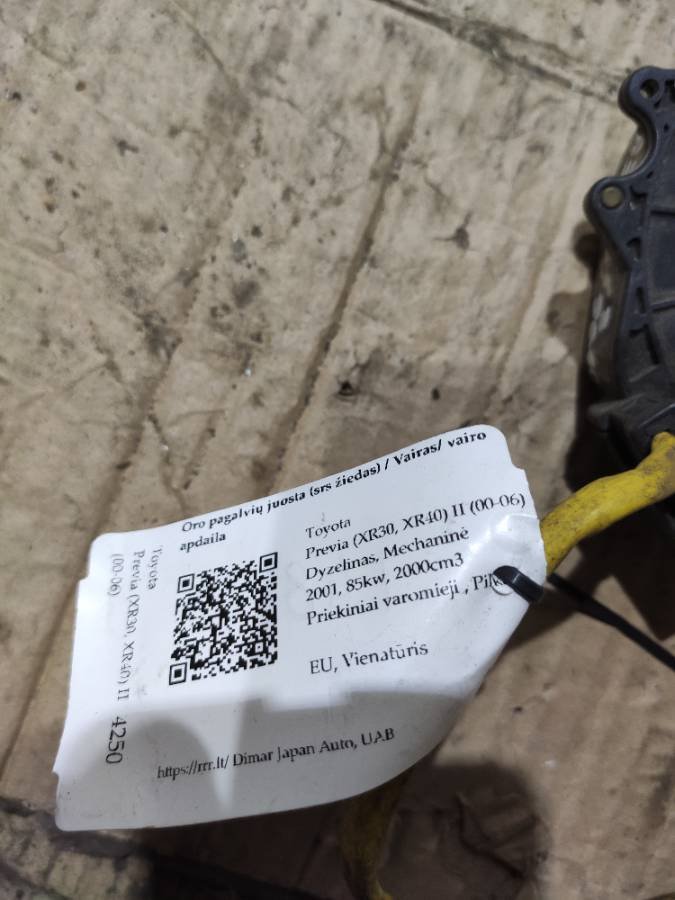 Oro pagalvių juosta (srs žiedas) / Vairas/ vairo
apdaila
Toyota
Previa (XR30, XR40) II (00-06)
Dyzelinas, Mechaninė
2001, 85kw, 2000cm3
Priekiniai varomieji ,
EU, Vienatūris
https://rrr.lt/ Dimar Japan Auto, UAB
Toyota
Previa (XR30, XR40) II
(00-06)
4250